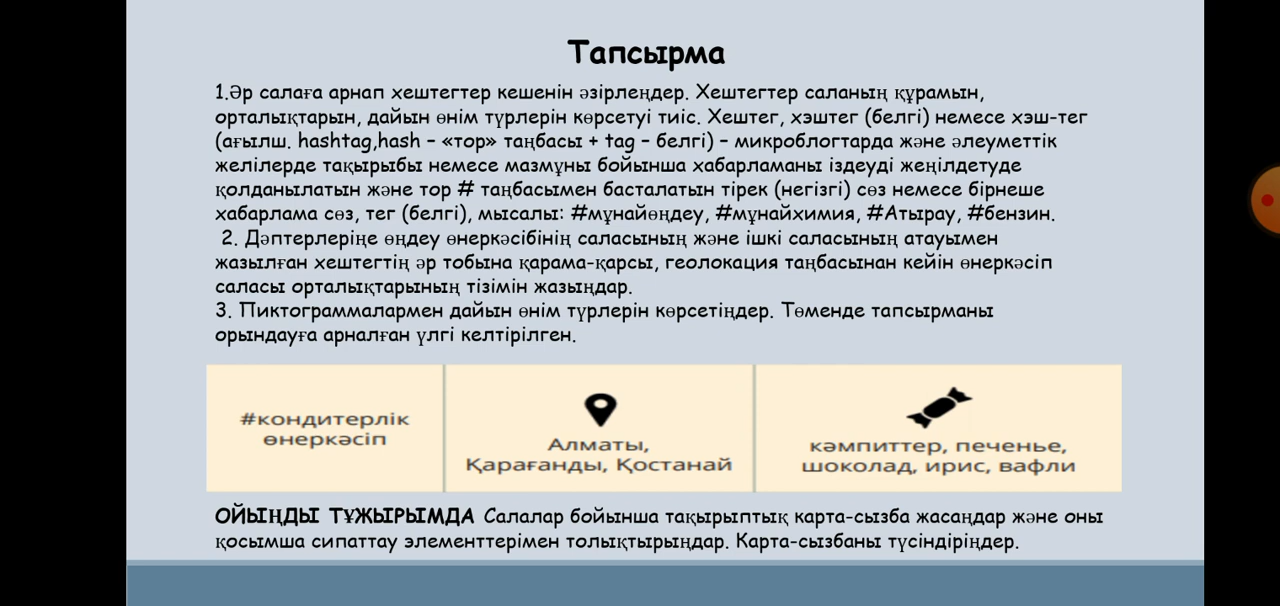 Тапсырма
1.Әр салаға арнап хештегтер кешенін әзірлеңдер. Хештегтер саланың құрамын,
орталықтарын, дайын өнім түрлерін көрсетуі тиіс. Хештег, хэштег (белгі) немесе хэш-тег
(ағылш. hashtag,hash – «тор» таңбасы + tag – белгі) – микроблогтарда және әлеуметтік
желілерде тақырыбы немесе мазмұны бойынша хабарламаны іздеуді жеңілдетуде
қолданылатын және тор # таңбасымен басталатын тірек (негізгі) сөз немесе бірнеше
хабарлама сөз, тег (белгі), мысалы: #мұнайөңдеу, #мұнайхимия, #Атырау, #бензин.
2. Дәптерлеріңе өңдеу өнеркәсібінің саласының және ішкі саласының атауымен
жазылған хештегтің әр тобына қарама-қарсы, геолокация таңбасынан кейін өнеркәсіп
саласы орталықтарының тізімін жазыңдар.
3. Пиктограммалармен дайын өнім түрлерін көрсетіңдер. Төменде тапсырманы
орындауға арналған үлгі келтірілген.
#кондитерлік
өнеркәсіп
Алматы,
Қарағанды, Қостанай
кәмпиттер, печенье,
шоколад, ирис, вафли
ОЙЫҢДЫ ТҰЖЫРЫМДА Салалар бойынша тақырыптық карта-сызба жасаңдар және оны
қосымша сипаттау элементтерімен толықтырыңдар. Карта-сызбаны түсіндіріңдер.